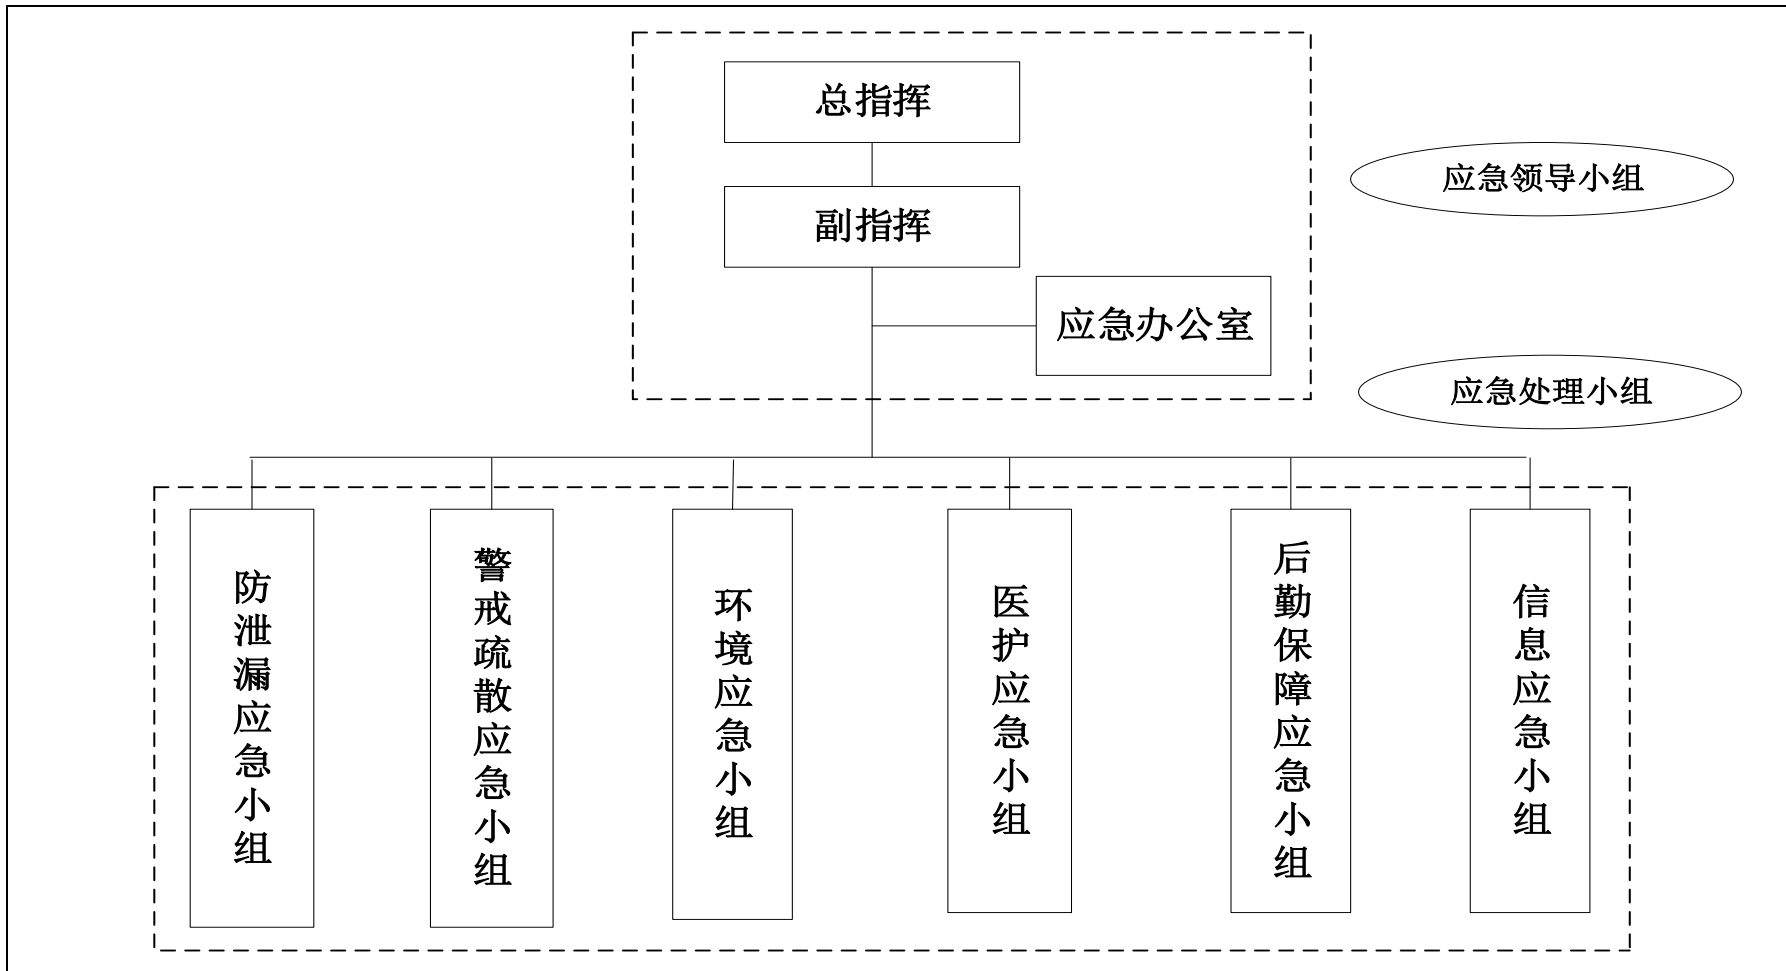 总指挥
副指挥
应急领导小组
应急办公室
应急处理小组
防泄漏应急小组
警戒疏散应急小组
环境应急小组
医护应急小组
后勤保障应急小组
信息应急小组